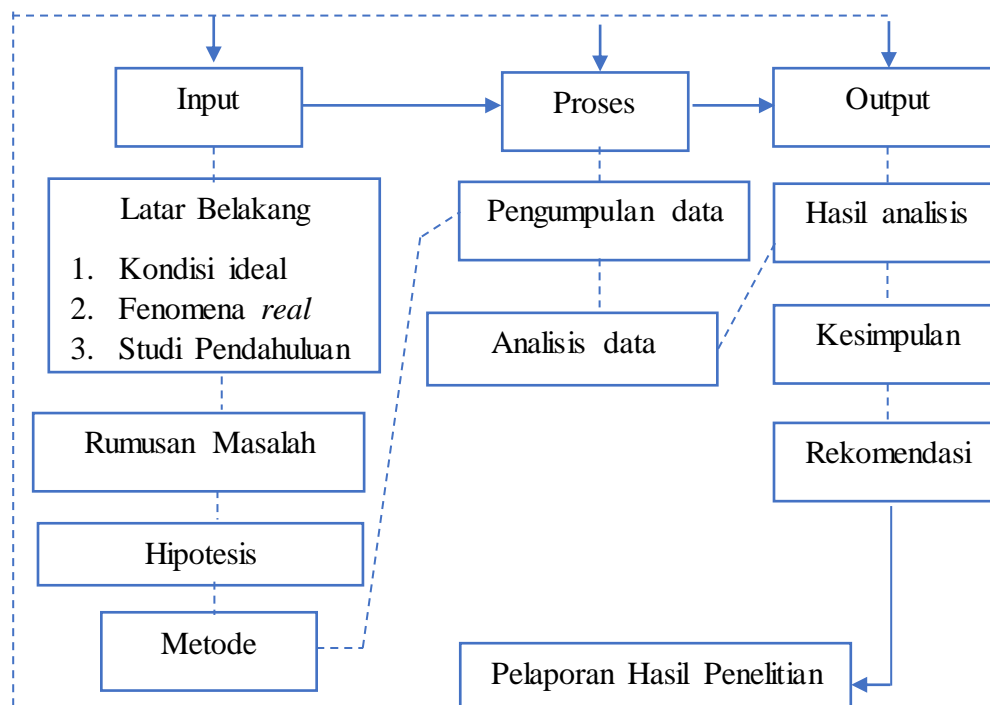 Input
Proses
Output
Latar Belakang
1. Kondisi ideal
2. Fenomena real
3. Studi Pendahuluan
Rumusan Masalah
Hipotesis
Metode
Pengumpulan data
Analisis data
Hasil analisis
Kesimpulan
Rekomendasi
Pelaporan Hasil Penelitian